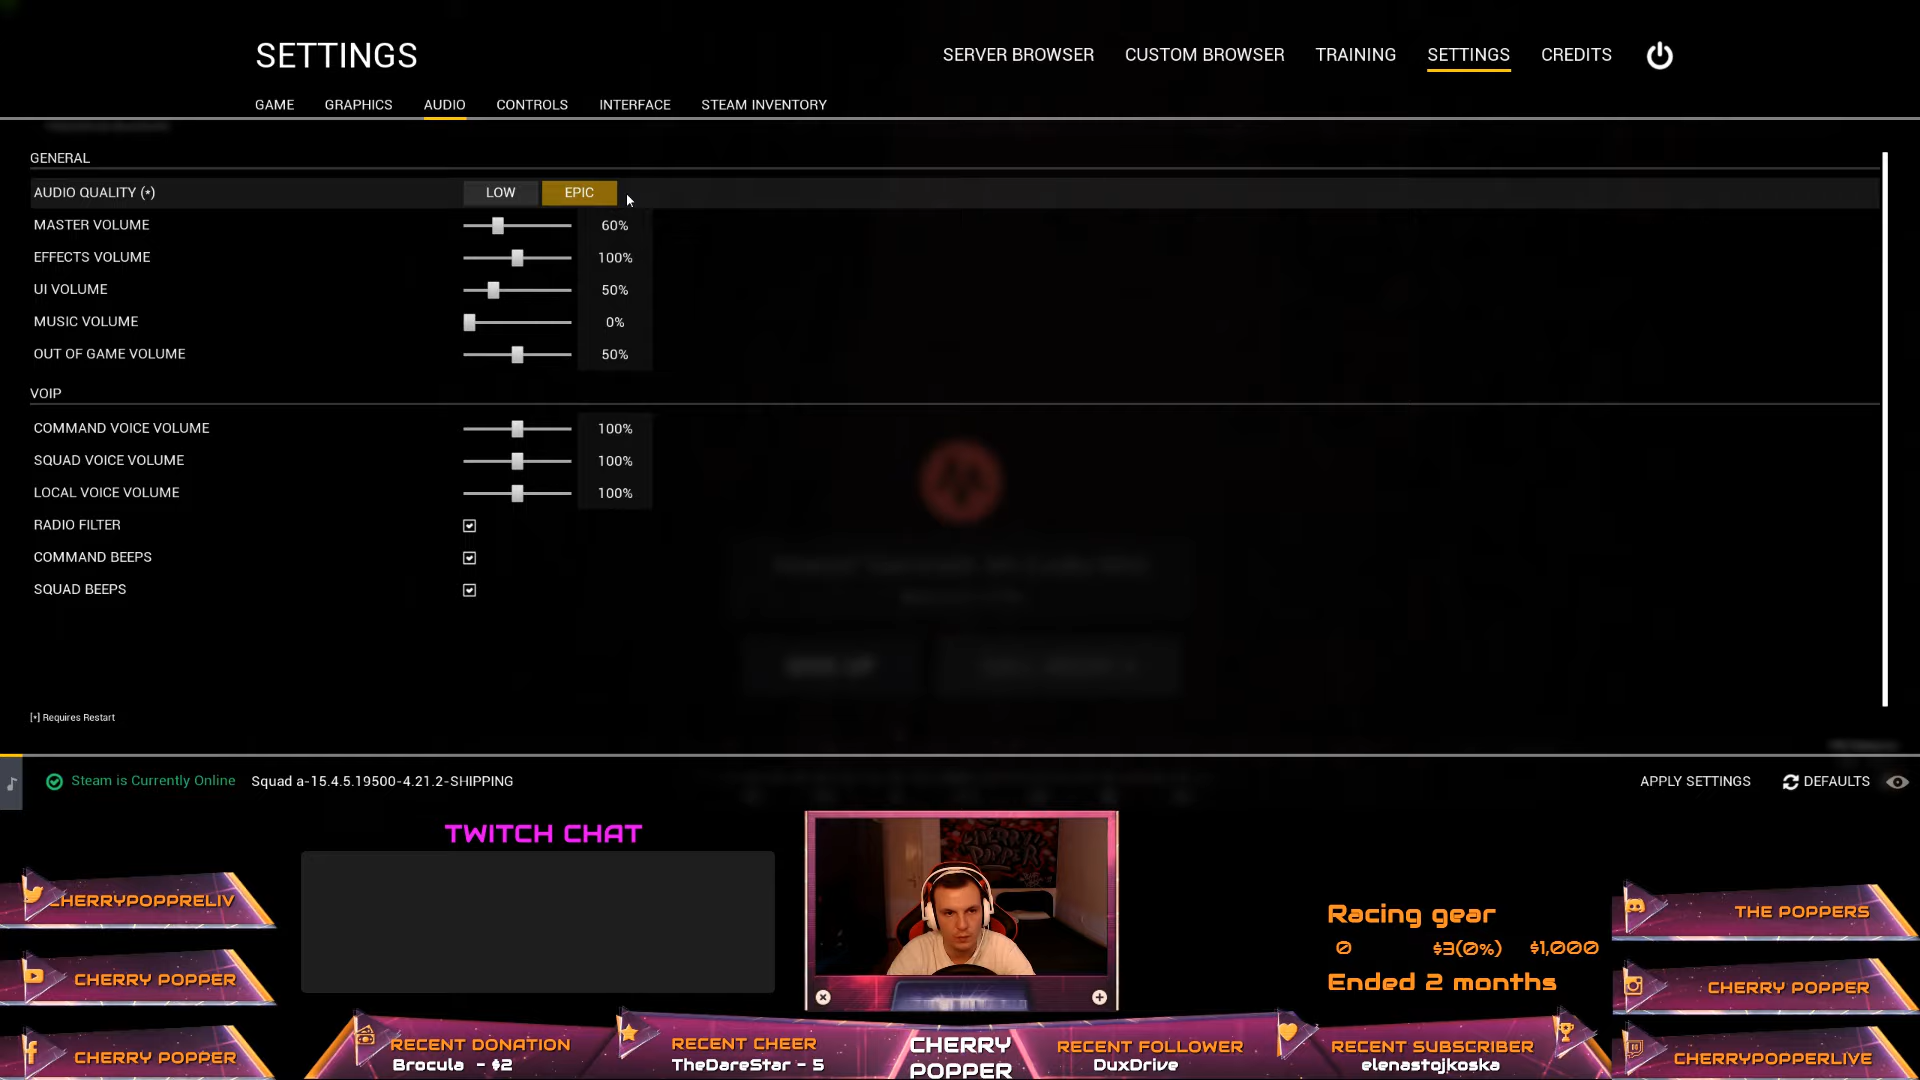 SETTINGS
SERVER BROWSER CUSTOM BROWSER TRAINING SETTINGS CREDITS
GAME GRAPHICS AUDIO CONTROLS INTERFACE STEAM INVENTORY
GENERAL
AUDIO QUALITY (*) LOW EPIC
MASTER VOLUME 60%
EFFECTS VOLUME 100%
UI VOLUME 50%
MUSIC VOLUME 0%
OUT OF GAME VOLUME 50%
VOIP
COMMAND VOICE VOLUME 100%
SQUAD VOICE VOLUME 100%
LOCAL VOICE VOLUME 100%
RADIO FILTER
COMMAND BEEPS
SQUAD BEEPS
[*] Requires Restart
Steam is Currently Online Squad a-15.4.5.19500-4.21.2-SHIPPING APPLY SETTINGS DEFAULTS
TWITCH CHAT
CHERRYPOPPRELIV
CHERRY POPPER
CHERRY POPPER
CHERRY POPPER
Racing gear
0 $3(0%) $1,000
Ended 2 months
THE POPPERS
CHERRY POPPER
CHERRYPOPPERLIVE
RECENT DONATION
Brocula - $2
RECENT CHEER
TheDareStar - 5
CHERRY
POPPER
RECENT FOLLOWER
DuxDrive
RECENT SUBSCRIBER
elenastojkoska